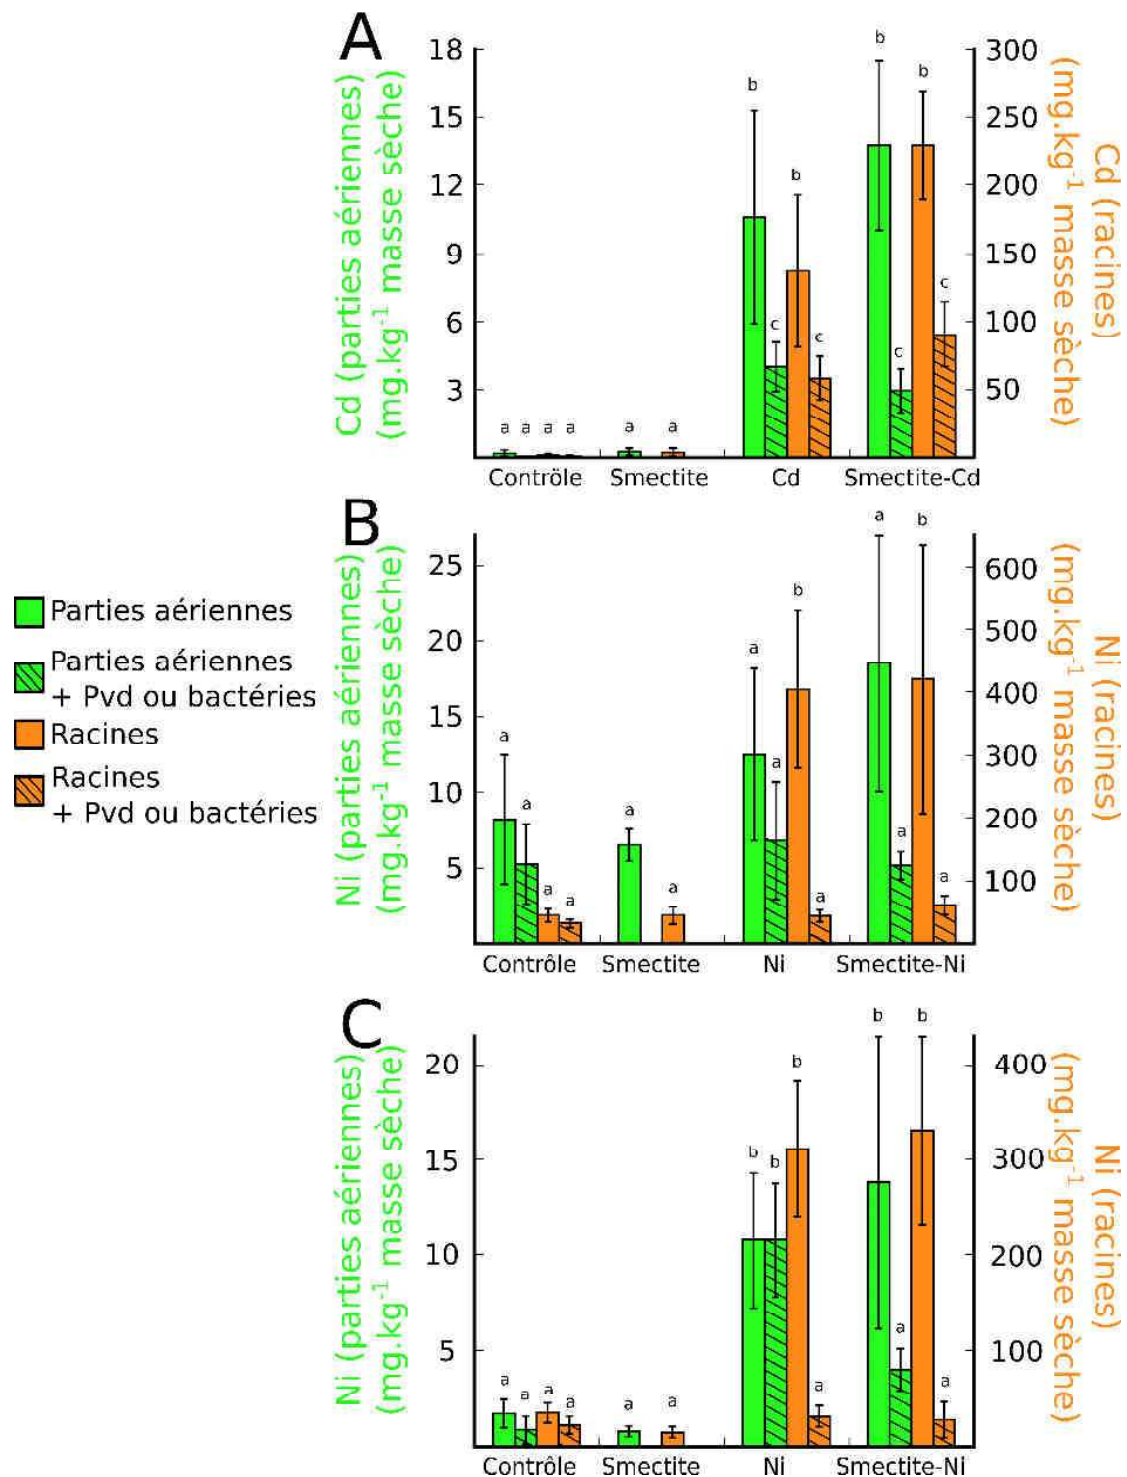 Parties aériennes
Parties aériennes
+ Pvd ou bactéries
Racines
Racines
+ Pvd ou bactéries
A
Cd (parties aériennes)
(mg.kg-1 masse sèche)
18
15
12
9
6
3
300
250
200
150
100
50
Cd (racines)
(mg.kg-1 masse sèche)
a a a a
a a
b c b c
b c b c
Contrôle Smectite Cd Smectite-Cd
B
Ni (parties aériennes)
(mg.kg-1 masse sèche)
25
20
15
10
5
600
500
400
300
200
100
Ni (racines)
(mg.kg-1 masse sèche)
a a a a
a a
a a b a
a a b a
Contrôle Smectite Ni Smectite-Ni
C
Ni (parties aériennes)
(mg.kg-1 masse sèche)
20
15
10
5
400
300
200
100
Ni (racines)
(mg.kg-1 masse sèche)
a a a a
a a
b b b a
b a b a
Contrôle Smectite Ni Smectite-Ni